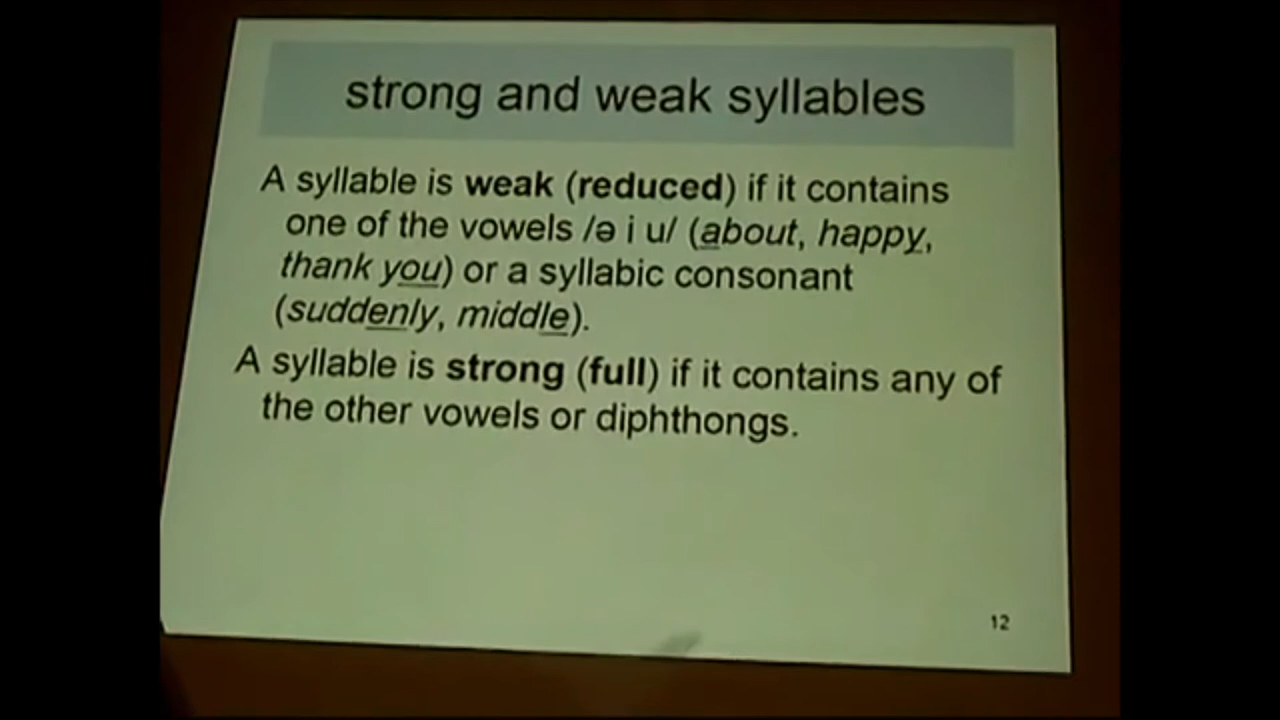 strong and weak syllables
A syllable is weak (reduced) if it contains
one of the vowels /ə i u/ (about, happy,
thank you) or a syllabic consonant
(suddenly, middle).
A syllable is strong (full) if it contains any of
the other vowels or diphthongs.
12